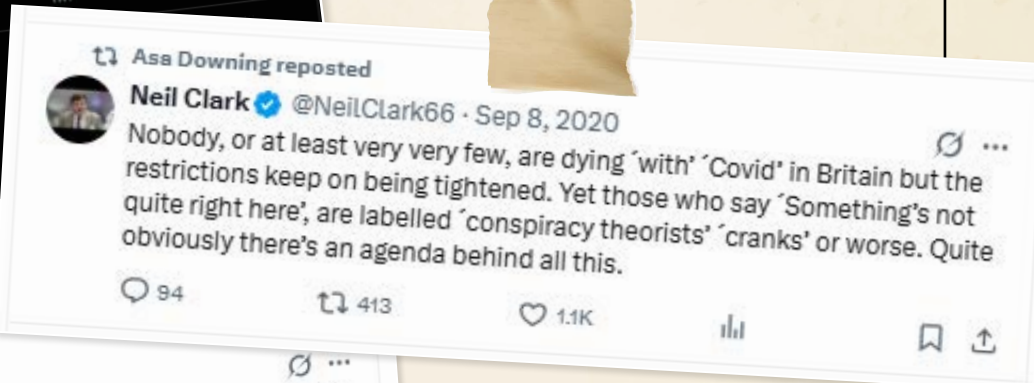 Asa Downing reposted
Neil Clark @NeilClark66 · Sep 8, 2020
Nobody, or at least very very few, are dying ´with’ ´Covid’ in Britain but the
restrictions keep on being tightened. Yet those who say ´Something’s not
quite right here’, are labelled ´conspiracy theorists’ ´cranks’ or worse. Quite
obviously there’s an agenda behind all this.
94 413 1.1K